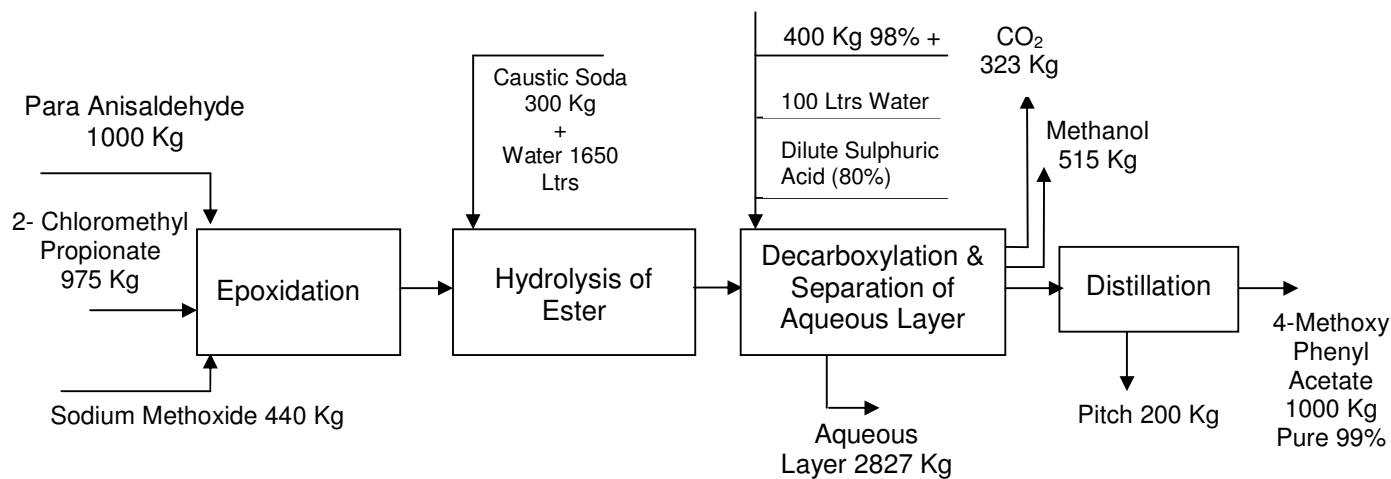 Para Anisaldehyde
1000 Kg
2- Chloromethyl
Propionate
975 Kg
Sodium Methoxide 440 Kg
Epoxidation
Caustic Soda
300 Kg
+
Water 1650
Ltrs
Hydrolysis of
Ester
400 Kg 98% +
100 Ltrs Water
Dilute Sulphuric
Acid (80%)
Decarboxylation &
Separation of
Aqueous Layer
CO₂
323 Kg
Methanol
515 Kg
Aqueous
Layer 2827 Kg
Distillation
Pitch 200 Kg
4-Methoxy
Phenyl
Acetate
1000 Kg
Pure 99%